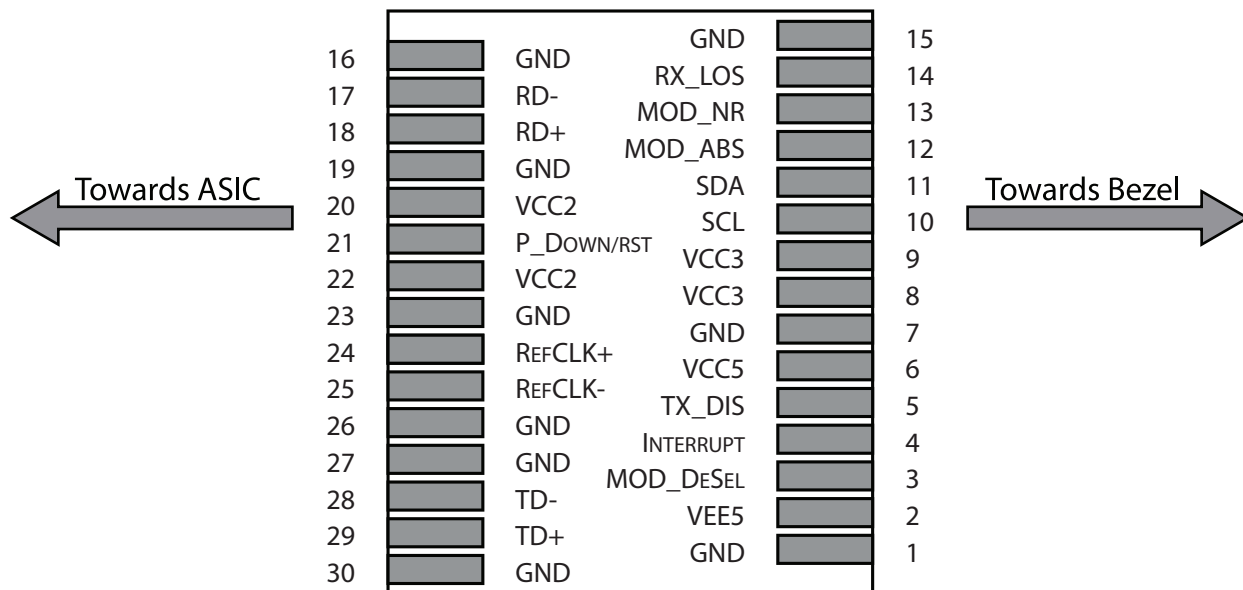 GND 15
16 GND
RX_LOS 14
17 RD-
MOD_NR 13
18 RD+
MOD_ABS 12
19 GND
SDA 11
Towards ASIC
Towards Bezel
20 VCC2
SCL 10
21 P_DOWN/RST
VCC3 9
22 VCC2
VCC3 8
23 GND
GND 7
24 REFCLK+
VCC5 6
25 REFCLK-
TX_DIS 5
26 GND
INTERRUPT 4
27 GND
MOD_DESEL 3
28 TD-
VEE5 2
29 TD+
GND 1
30 GND